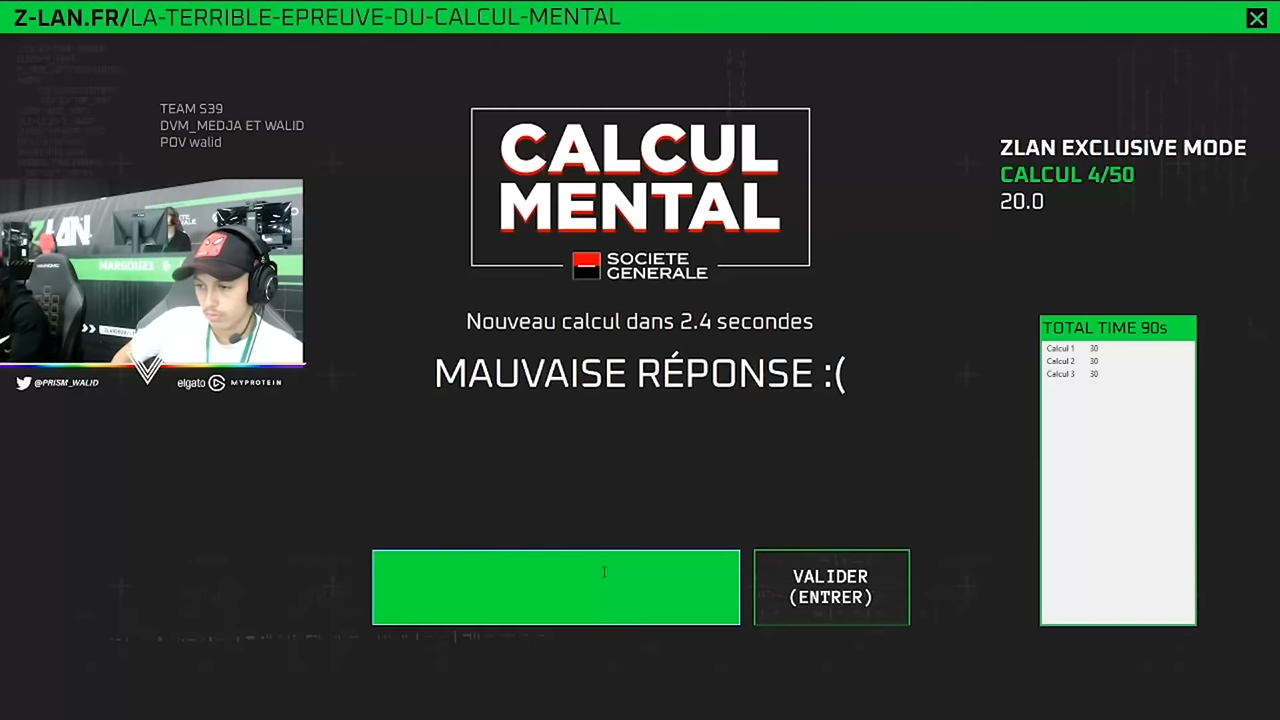 Z-LAN.FR/LA-TERRIBLE-EPREUVE-DU-CALCUL-MENTAL
TEAM S39
DVM_MEDJA ET WALID
POV walid
CALCUL
MENTAL
SOCIETE
GENERALE
ZLAN EXCLUSIVE MODE
CALCUL 4/50
20.0
MARGOUZ1 &
@PRISM_WALID
elgato
MYPROTEIN
Nouveau calcul dans 2.4 secondes
MAUVAISE RÉPONSE :(
TOTAL TIME 90s
Calcul 1 30
Calcul 2 30
Calcul 3 30
VALIDER
(ENTRER)